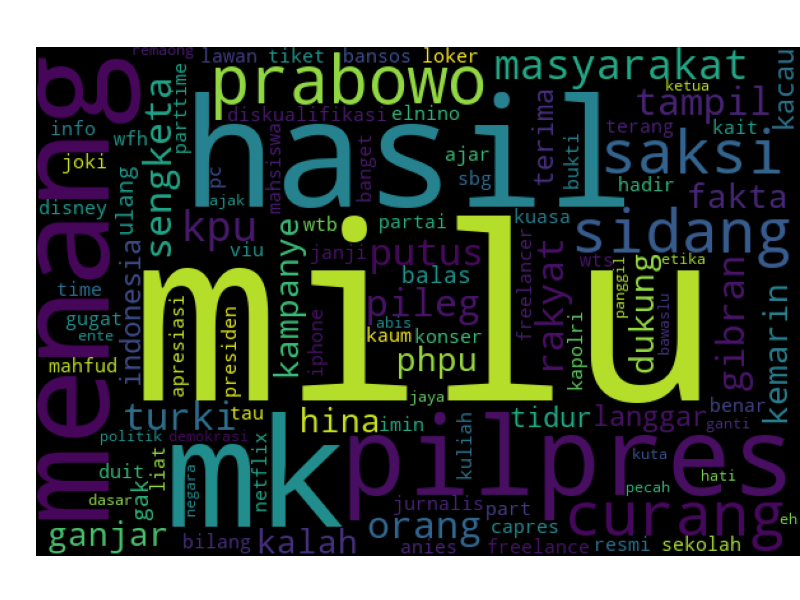 remaong
lawan
tiket
bansos
loker
masyarakat
prabowo
ketua
kacau
menang
sengketa
parttime
hasil
diskualifikasi
elnino
tampil
info
wfh
joki
mahsiswa
banget
ajar
terima
bukti
terang
kait
saksi
pc
sbg
hadir
fakta
disney
ulang
ajak
kpu
wtb
partai
kuasa
sidang
viu
kampanye
janji
putus
freelancer
rakyat
wts
etika
indonesia
milu
balas
panggil
dukung
gibran
kemarin
time
gugat
ente
apresiasi
presiden
iphone
pileg
abis
kaum
konser
kapolri
bawaslu
mahfud
phpu
jaya
turki
tau
hina
imin
tidur
langgar
benar
ganti
politik
demokrasi
mk
pilpres
kuliah
kuta
duit
liat
gak
negara
netflix
pecah
hati
dasar
jurnalis
part
curang
eh
ganjar
bilang
kalah
orang
capres
anies
freelance
resmi
sekolah